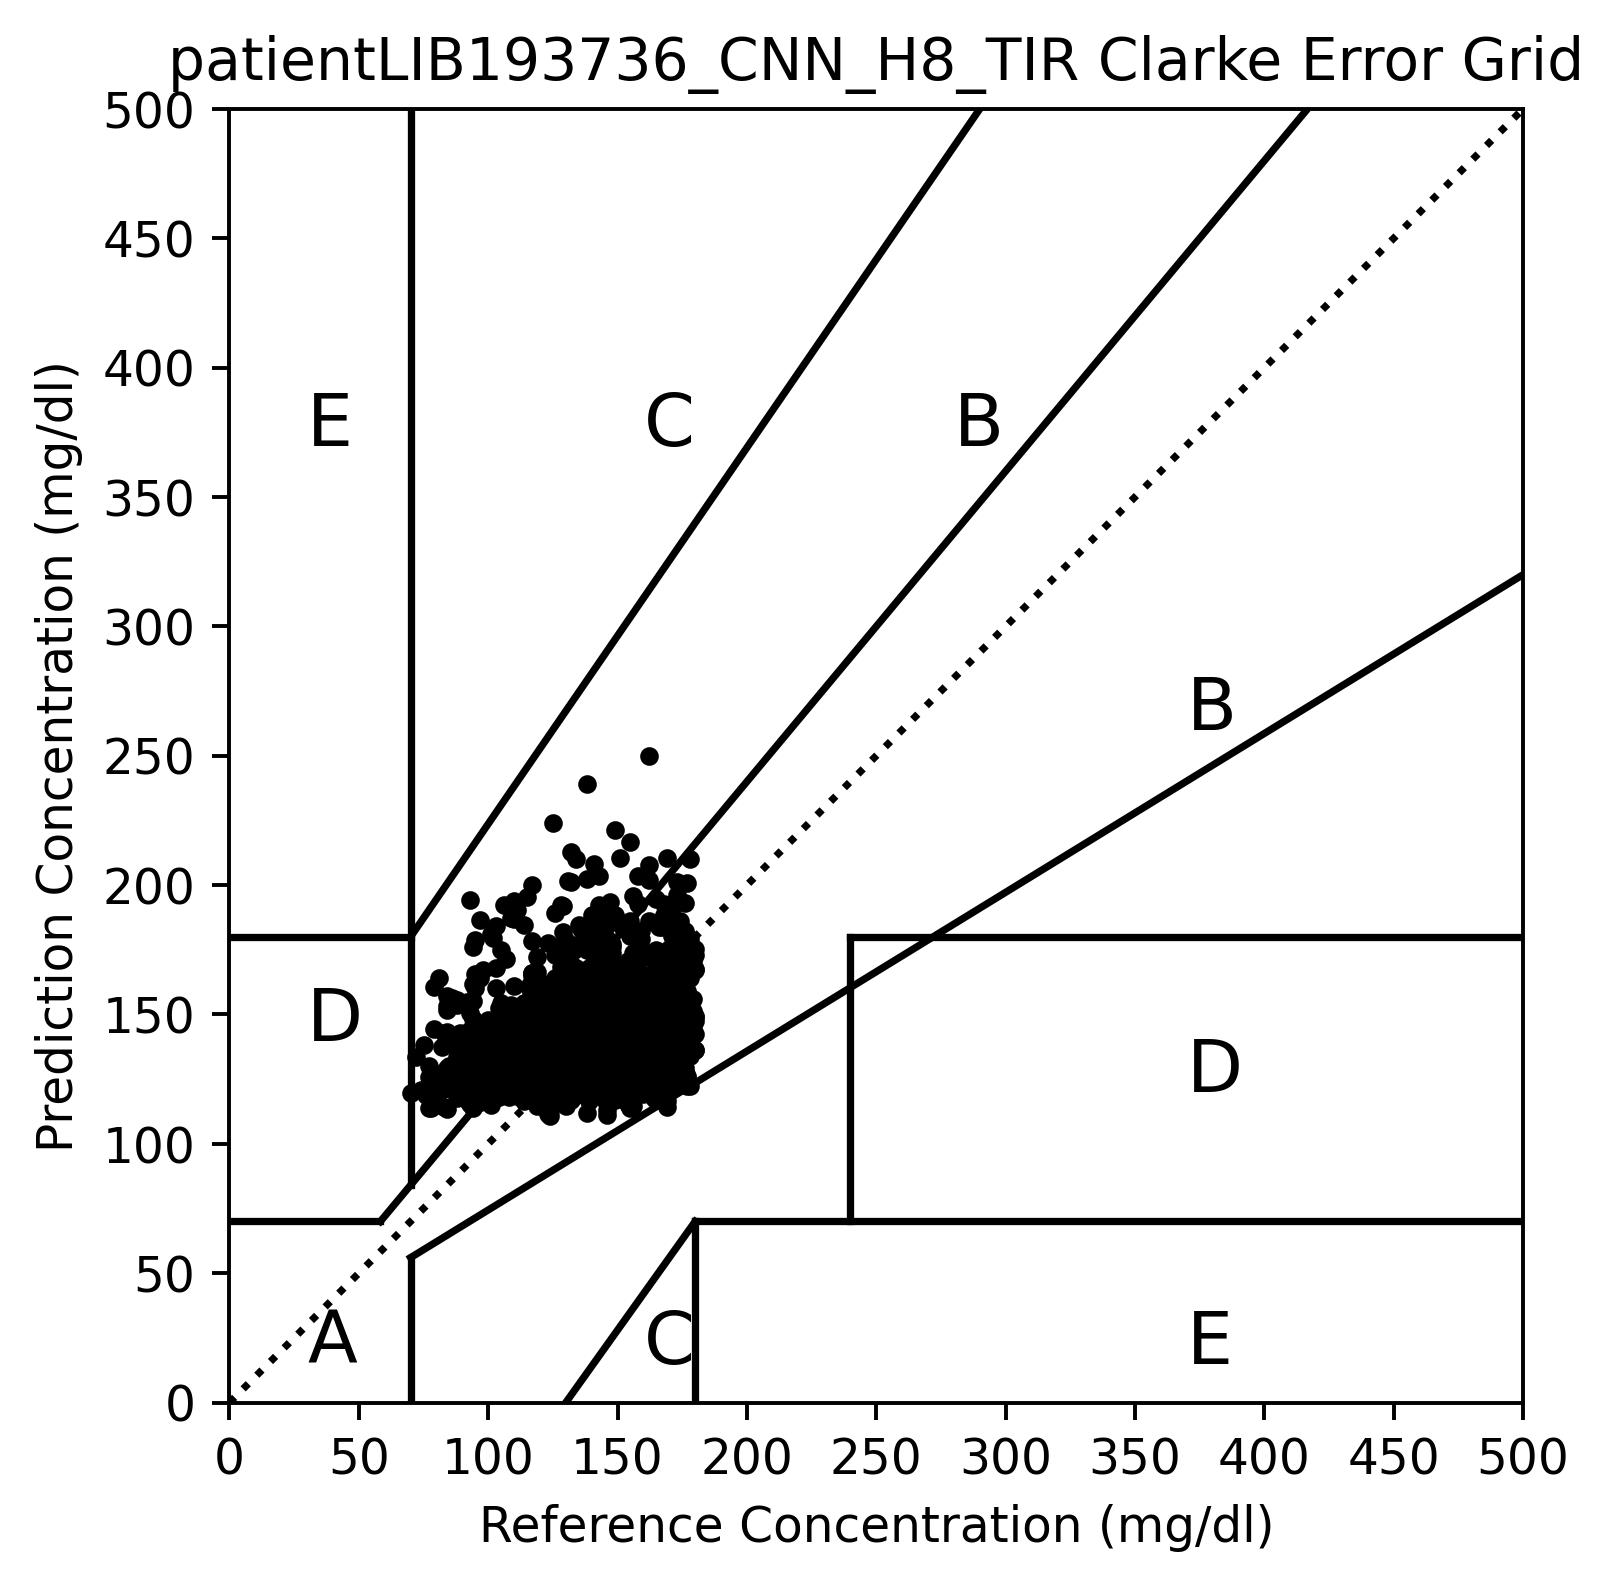 patientLIB193736_CNN_H8_TIR Clarke Error Grid
500
450
400
350
300
250
200
150
100
50
0
Prediction Concentration (mg/dl)
E
C
B
B
D
D
A
C
E
0 50 100 150 200 250 300 350 400 450 500
Reference Concentration (mg/dl)